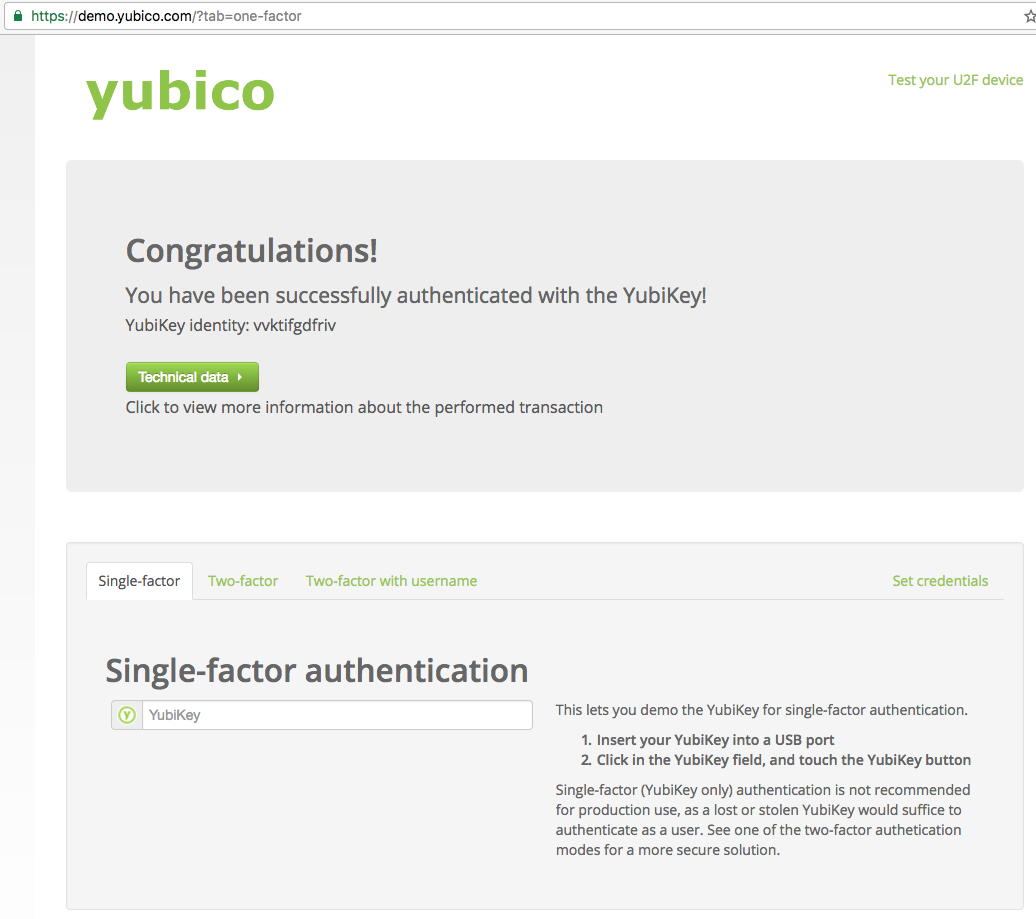 https://demo.yubico.com/?tab=one-factor
yubico
Test your U2F device
Congratulations!
You have been successfully authenticated with the YubiKey!
YubiKey identity: vvktifgdfriv
Technical data
Click to view more information about the performed transaction
Single-factor
Two-factor
Two-factor with username
Set credentials
Single-factor authentication
y
YubiKey
This lets you demo the YubiKey for single-factor authentication.
1. Insert your YubiKey into a USB port
2. Click in the YubiKey field, and touch the YubiKey button
Single-factor (YubiKey only) authentication is not recommended
for production use, as a lost or stolen YubiKey would suffice to
authenticate as a user. See one of the two-factor authetication
modes for a more secure solution.